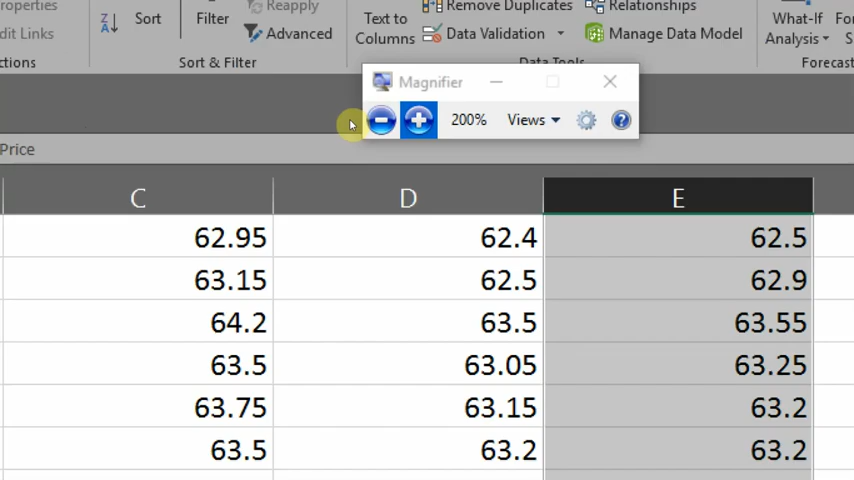 roperties
Reapply
Remove Duplicates
Relationships
Sort
Filter
Text to
What-If
Fo
dit Links
Advanced
Columns
Data Validation
Manage Data Model
Analysis
S
ctions
Sort & Filter
Data Tools
Forecast
Magnifier
200%
Views
Price
C D E
62.95 62.4 62.5
63.15 62.5 62.9
64.2 63.5 63.55
63.5 63.05 63.25
63.75 63.15 63.2
63.5 63.2 63.2